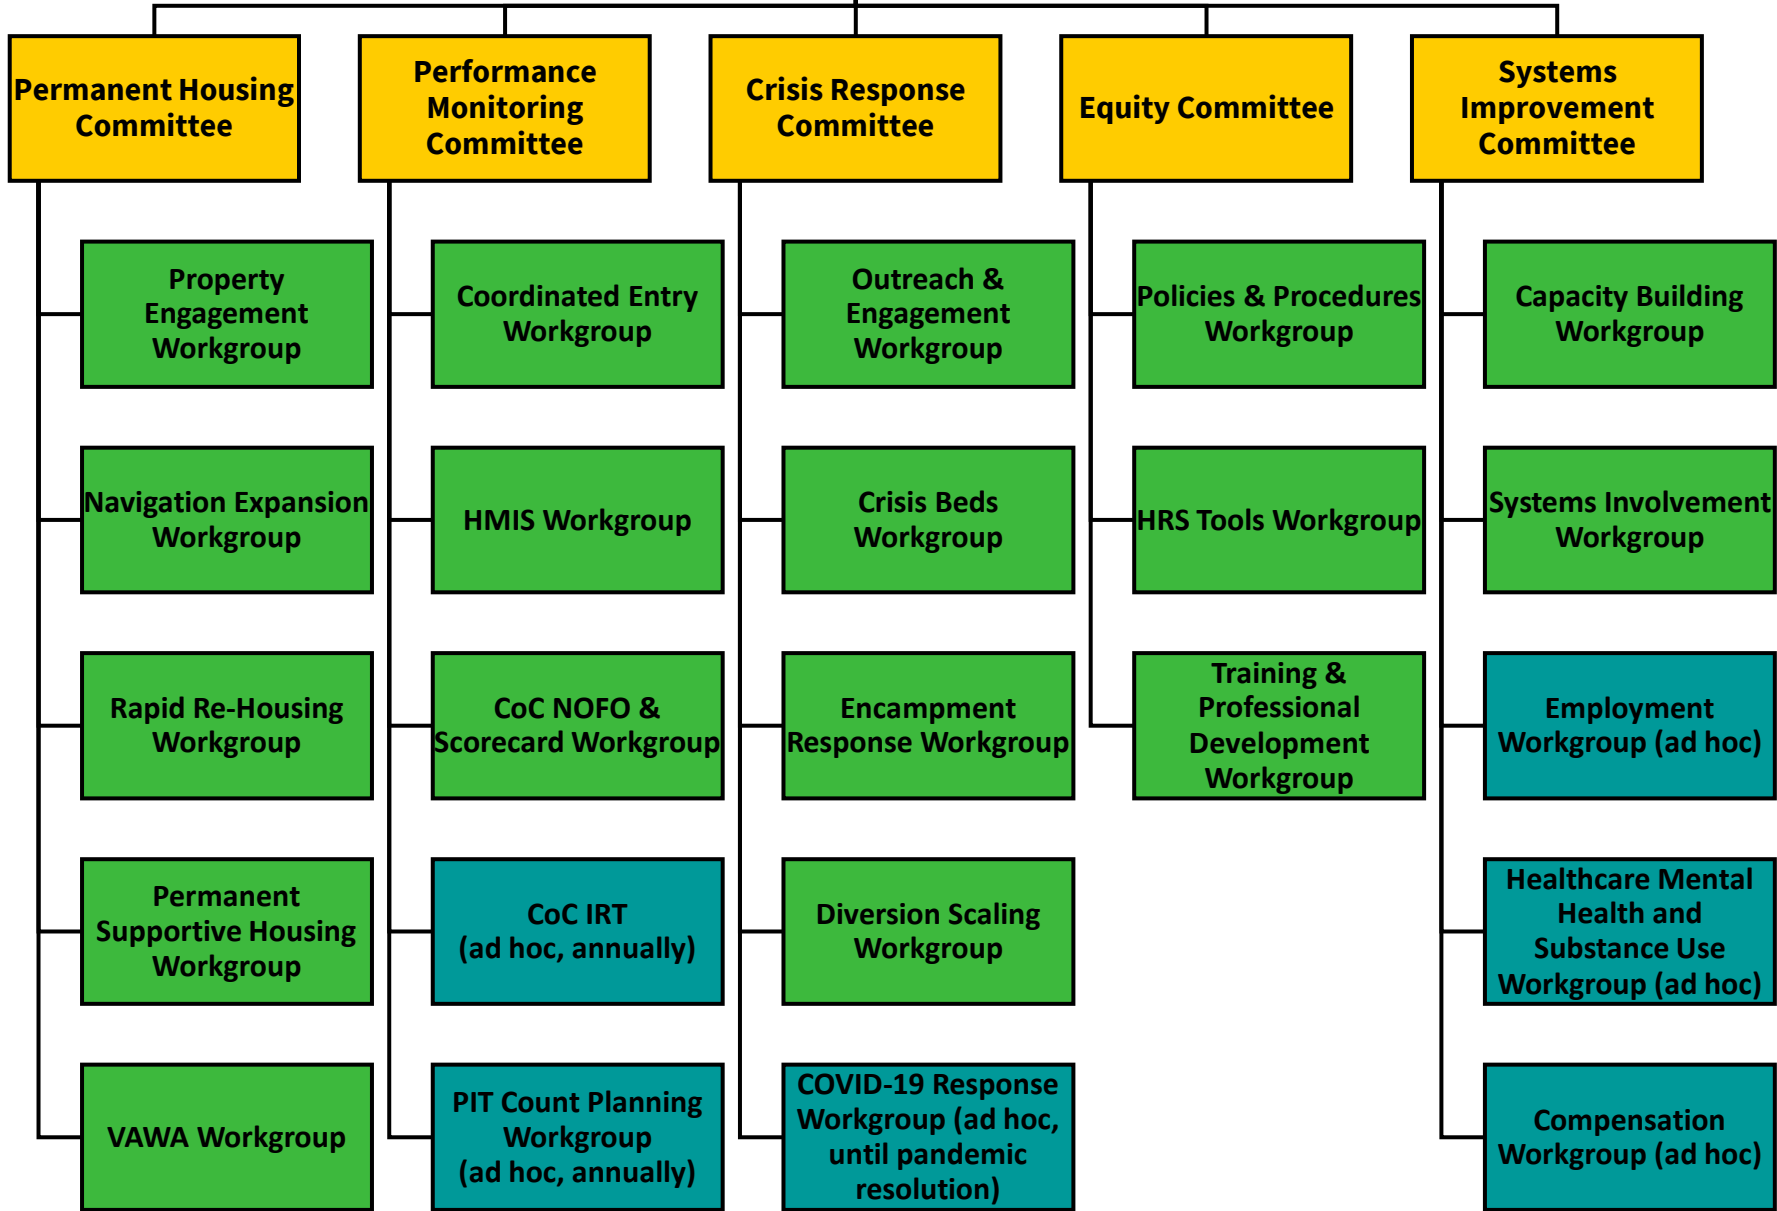 Permanent Housing
Committee
Performance
Monitoring
Committee
Crisis Response
Committee
Equity Committee
Systems
Improvement
Committee
Property
Engagement
Workgroup
Coordinated Entry
Workgroup
Outreach &
Engagement
Workgroup
Policies & Procedures
Workgroup
Capacity Building
Workgroup
Navigation Expansion
Workgroup
HMIS Workgroup
Crisis Beds
Workgroup
HRS Tools Workgroup
Systems Involvement
Workgroup
Rapid Re-Housing
Workgroup
CoC NOFO &
Scorecard Workgroup
Encampment
Response Workgroup
Training &
Professional
Development
Workgroup
Employment
Workgroup (ad hoc)
Permanent
Supportive Housing
Workgroup
CoC IRT
(ad hoc, annually)
Diversion Scaling
Workgroup
Healthcare Mental
Health and
Substance Use
Workgroup (ad hoc)
VAWA Workgroup
PIT Count Planning
Workgroup
(ad hoc, annually)
COVID-19 Response
Workgroup (ad hoc,
until pandemic
resolution)
Compensation
Workgroup (ad hoc)